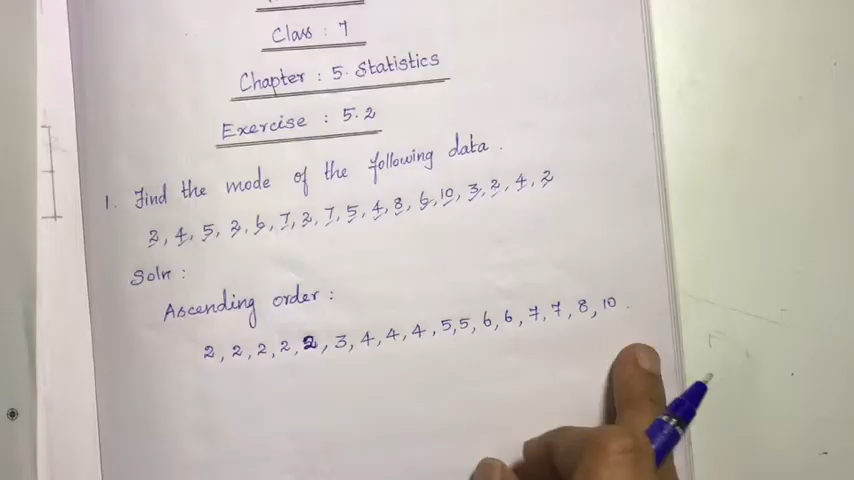 Class : 7
Chapter : 5. Statistics
Exercise : 5.2
1. Find the mode of the following data.
2, 4, 5, 2, 6, 7, 2, 7, 5, 4, 8, 6, 10, 3, 2, 4, 2
Soln :
Ascending order :
2, 2, 2, 2, 2, 3, 4, 4, 4, 5, 5, 6, 6, 7, 7, 8, 10.